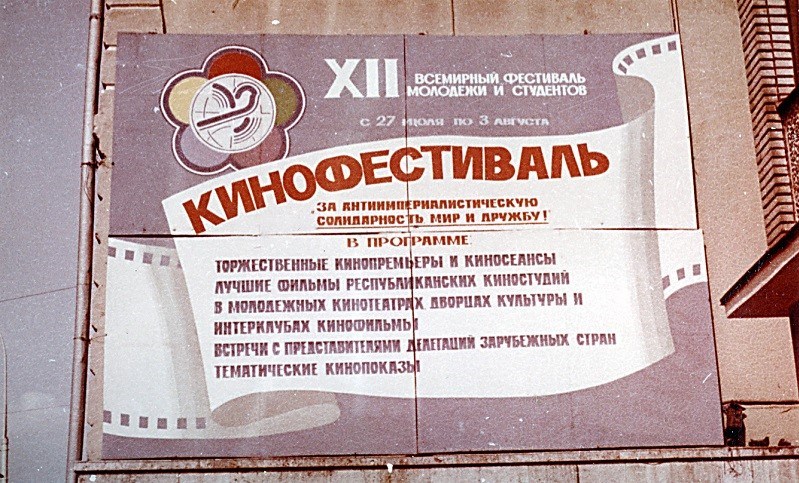 XII
ВСЕМИРНЫЙ ФЕСТИВАЛЬ
МОЛОДЕЖИ И СТУДЕНТОВ
С 27 ИЮЛЯ ПО 3 АВГУСТА
КИНОФЕСТИВАЛЬ
"ЗА АНТИИМПЕРИАЛИСТИЧЕСКУЮ
СОЛИДАРНОСТЬ МИР И ДРУЖБУ!"
В ПРОГРАММЕ:
ТОРЖЕСТВЕННЫЕ КИНОПРЕМЬЕРЫ И КИНОСЕАНСЫ
ЛУЧШИЕ ФИЛЬМЫ РЕСПУБЛИКАНСКИХ КИНОСТУДИЙ
В МОЛОДЕЖНЫХ КИНОТЕАТРАХ, ДВОРЦАХ КУЛЬТУРЫ И
ИНТЕРКЛУБАХ КИНОФИЛЬМЫ
ВСТРЕЧИ С ПРЕДСТАВИТЕЛЯМИ ДЕЛЕГАЦИЙ ЗАРУБЕЖНЫХ СТРАН
ТЕМАТИЧЕСКИЕ КИНОПОКАЗЫ